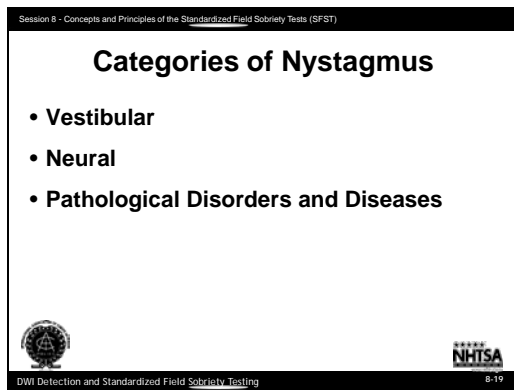 Session 8 - Concepts and Principles of the Standardized Field Sobriety Tests (SFST)
Categories of Nystagmus
• Vestibular
• Neural
• Pathological Disorders and Diseases
NHTSA
DWI Detection and Standardized Field Sobriety Testing
8-19